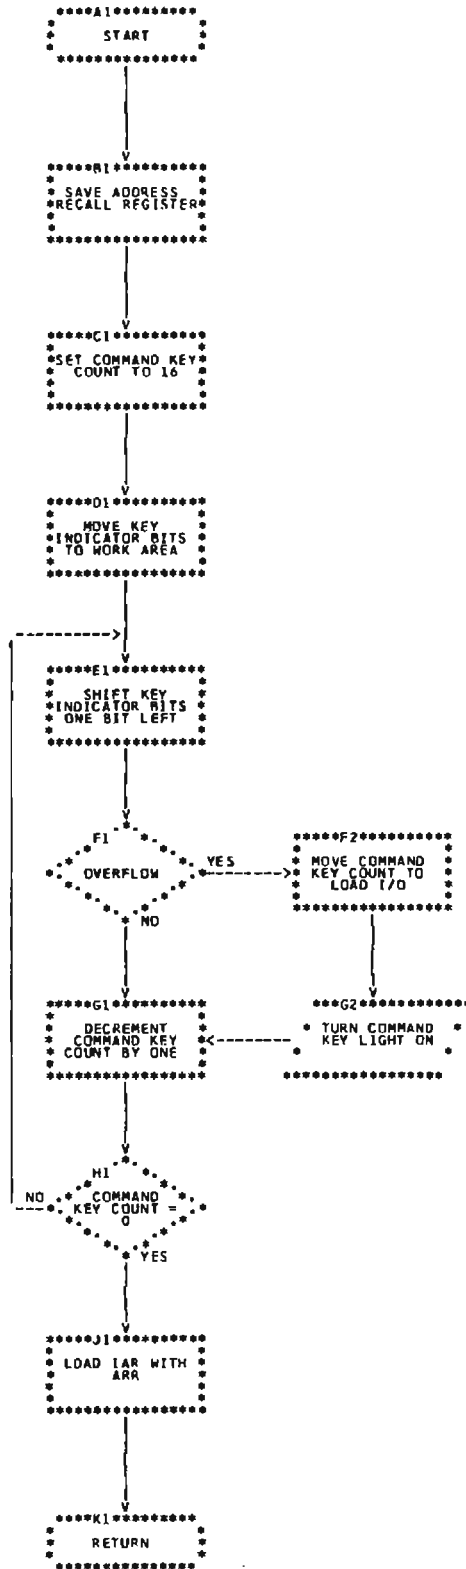 A1
START
B1
SAVE ADDRESS
RECALL REGISTER
C1
SET COMMAND KEY
COUNT TO 16
D1
MOVE KEY
INDICATOR BITS
TO WORK AREA
E1
SHIFT KEY
INDICATOR BITS
ONE BIT LEFT
F1
OVERFLOW
YES
NO
F2
MOVE COMMAND
KEY COUNT TO
LOAD I/O
G1
DECREMENT
COMMAND KEY
COUNT BY ONE
G2
TURN COMMAND
KEY LIGHT ON
H1
NO
COMMAND
KEY COUNT =
0
YES
J1
LOAD IAR WITH
ARR
K1
RETURN